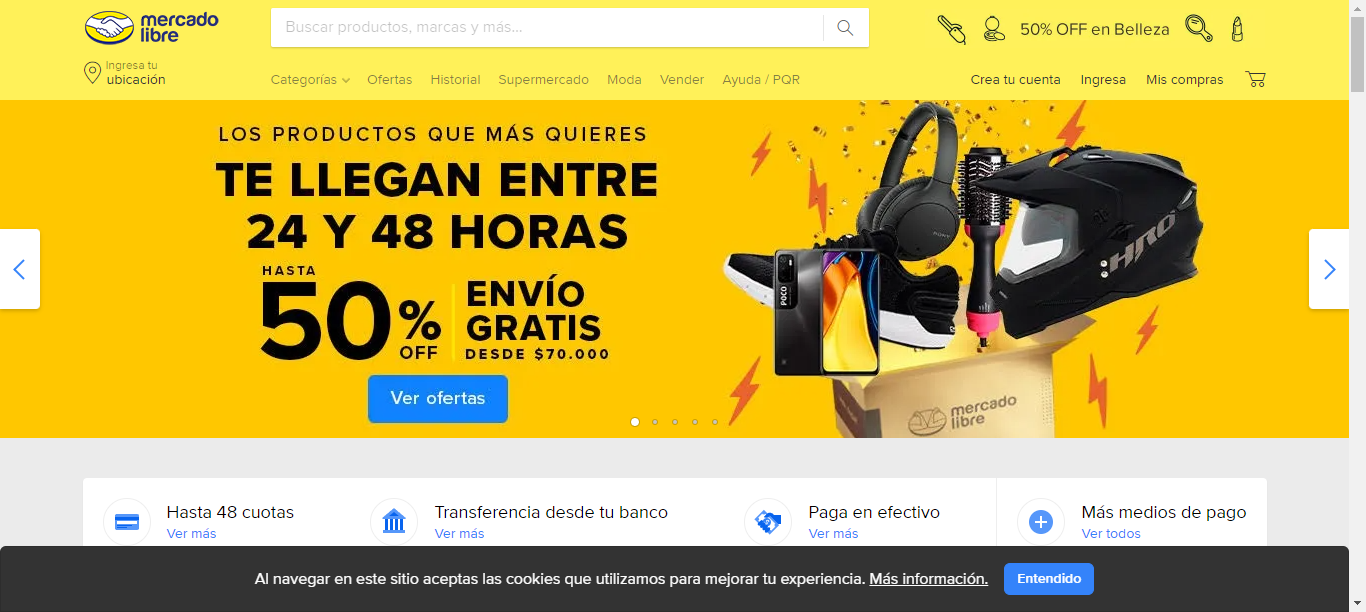 mercado
libre
Buscar productos, marcas y más...
50% OFF en Belleza
Ingresa tu
ubicación
Categorías
Ofertas
Historial
Supermercado
Moda
Vender
Ayuda / PQR
Crea tu cuenta
Ingresa
Mis compras
LOS PRODUCTOS QUE MÁS QUIERES
TE LLEGAN ENTRE
24 Y 48 HORAS
HASTA
50%
OFF
ENVÍO
GRATIS
DESDE $70.000
Ver ofertas
SONY
POCO
HRO
mercado
libre
Hasta 48 cuotas
Ver más
Transferencia desde tu banco
Ver más
Paga en efectivo
Ver más
Más medios de pago
Ver todos
Al navegar en este sitio aceptas las cookies que utilizamos para mejorar tu experiencia. Más información.
Entendido